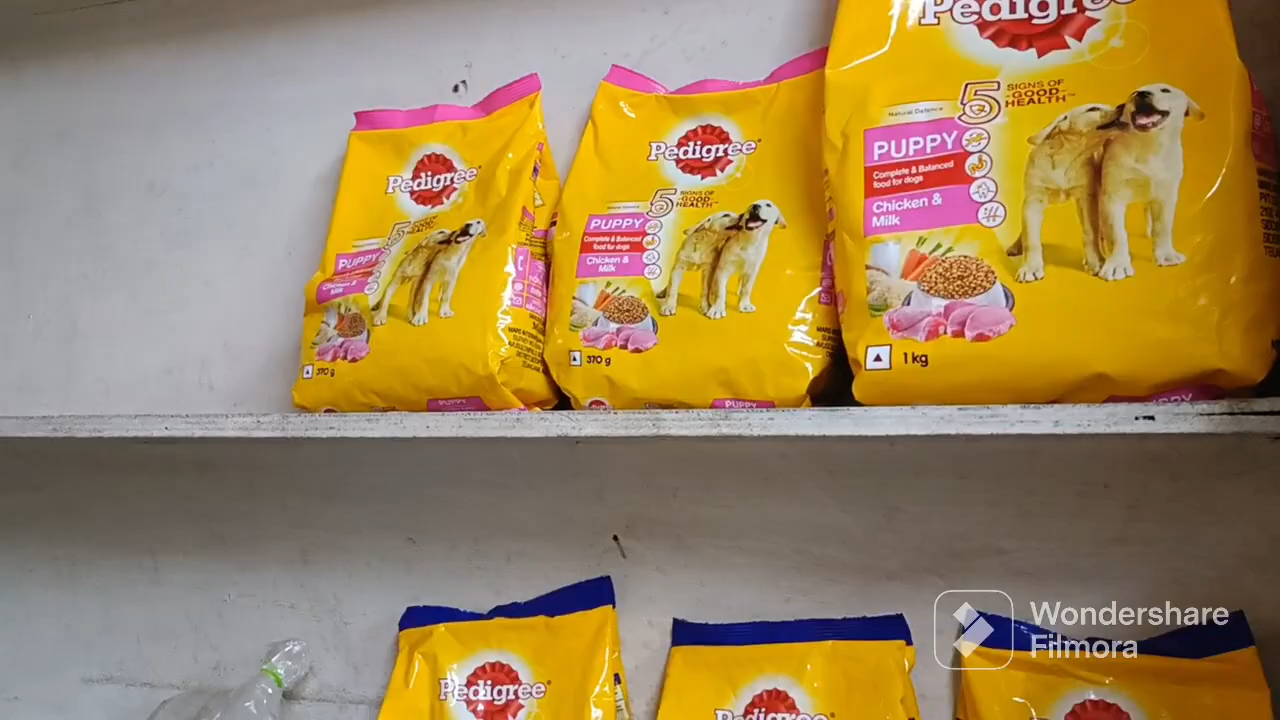 Pedigree
5 SIGNS OF
GOOD
HEALTH
PUPPY
Chicken &
Milk
370 g
PUPPY
Pedigree
5 SIGNS OF
GOOD
HEALTH
PUPPY
Complete & Balanced
food for dogs
Chicken &
Milk
370 g
PUPPY
Pedigree
5 SIGNS OF
GOOD
HEALTH
Natural Defence
PUPPY
Complete & Balanced
food for dogs
Chicken &
Milk
1 kg
Pedigree
Pedigree
Wondershare
Filmora